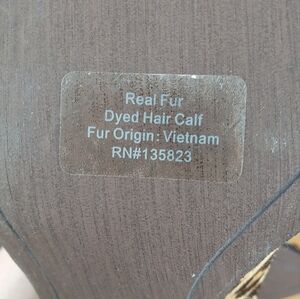 Real Fur
Dyed Hair Calf
Fur Origin: Vietnam
RN#135823